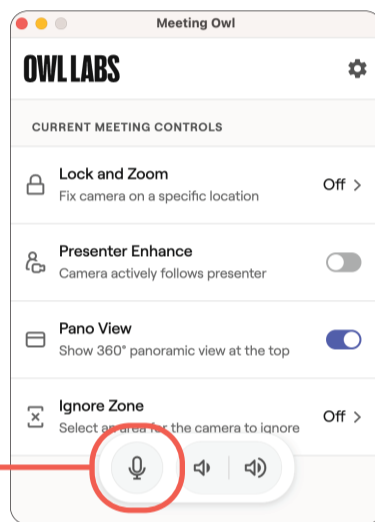 Meeting Owl
OWL LABS
CURRENT MEETING CONTROLS
Lock and Zoom
Fix camera on a specific location
Off
Presenter Enhance
Camera actively follows presenter
Pano View
Show 360° panoramic view at the top
Ignore Zone
Select an area for the camera to ignore
Off